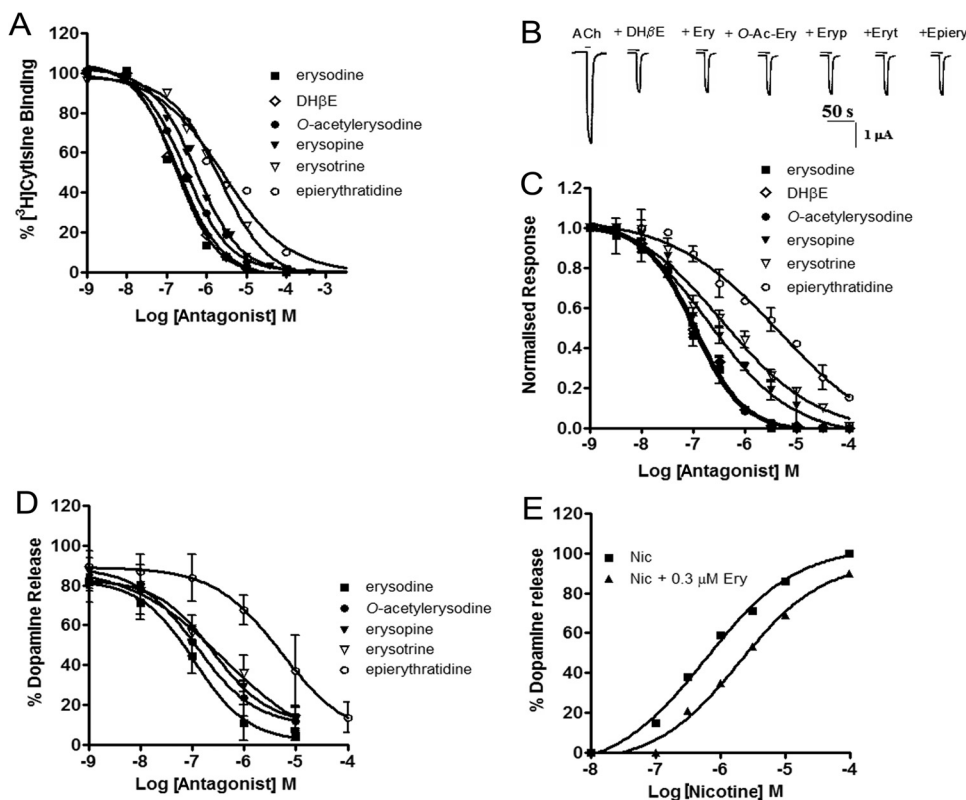 A
% [³H]Cytisine Binding
120
100
80
60
40
20
0
-9 -8 -7 -6 -5 -4 -3
Log [Antagonist] M
erysodine
DHβE
O-acetylerysodine
erysopine
erysotrine
epierythratidine
B
ACh + DHβE + Ery + O-Ac-Ery + Eryp +Eryt +Epiery
50 s
1 µA
C
Normalised Response
1.2
1.0
0.8
0.6
0.4
0.2
0.0
-9 -8 -7 -6 -5 -4
Log [Antagonist] M
erysodine
DHβE
O-acetylerysodine
erysopine
erysotrine
epierythratidine
D
% Dopamine Release
120
100
80
60
40
20
0
-9 -8 -7 -6 -5 -4
Log [Antagonist] M
erysodine
O-acetylerysodine
erysopine
erysotrine
epierythratidine
E
% Dopamine release
120
100
80
60
40
20
0
-8 -7 -6 -5 -4
Log [Nicotine] M
Nic
Nic + 0.3 µM Ery